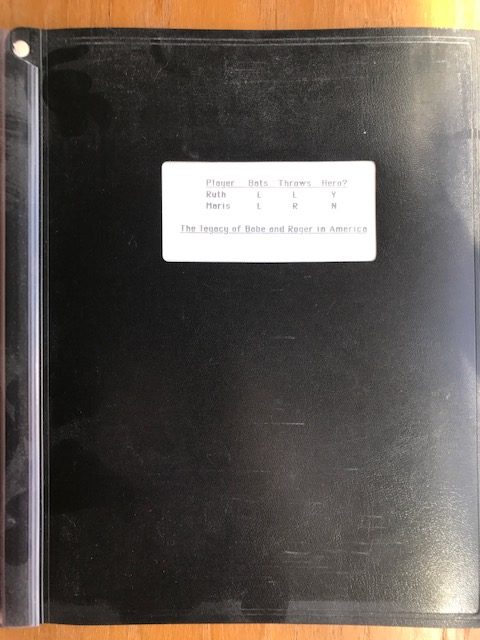 Player Bats Throws Hero?
Ruth L L Y
Maris L R N
The legacy of Babe and Roger in America